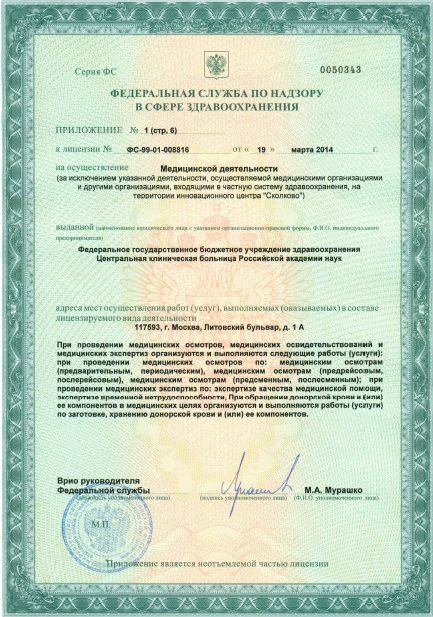 Серия ФС
0050343
ФЕДЕРАЛЬНАЯ СЛУЖБА ПО НАДЗОРУ
В СФЕРЕ ЗДРАВООХРАНЕНИЯ
ПРИЛОЖЕНИЕ № 1 (стр. 6)
к лицензии № ФС-99-01-008816 от « 19 » марта 2014 г.
на осуществление Медицинской деятельности
(за исключением указанной деятельности, осуществляемой медицинскими организациями
и другими организациями, входящими в частную систему здравоохранения, на
территории инновационного центра "Сколково")
выданной (наименование юридического лица с указанием организационно-правовой формы, Ф.И.О. индивидуального
предпринимателя)
Федеральное государственное бюджетное учреждение здравоохранения
Центральная клиническая больница Российской академии наук
адреса мест осуществления работ (услуг), выполняемых (оказываемых) в составе
лицензируемого вида деятельности
117593, г. Москва, Литовский бульвар, д. 1 А
При проведении медицинских осмотров, медицинских освидетельствований и
медицинских экспертиз организуются и выполняются следующие работы (услуги):
при проведении медицинских осмотров по: медицинским осмотрам
(предварительным, периодическим), медицинским осмотрам (предрейсовым,
послерейсовым), медицинским осмотрам (предсменным, послесменным); при
проведении медицинских экспертиз по: экспертизе качества медицинской помощи,
экспертизе временной нетрудоспособности. При обращении донорской крови и (или)
ее компонентов в медицинских целях организуются и выполняются работы (услуги)
по заготовке, хранению донорской крови и (или) ее компонентов.
Врио руководителя
Федеральной службы
М.А. Мурашко
(должность уполномоченного лица)
(подпись уполномоченного лица)
(Ф.И.О. уполномоченного лица)
М.П.
Приложение является неотъемлемой частью лицензии